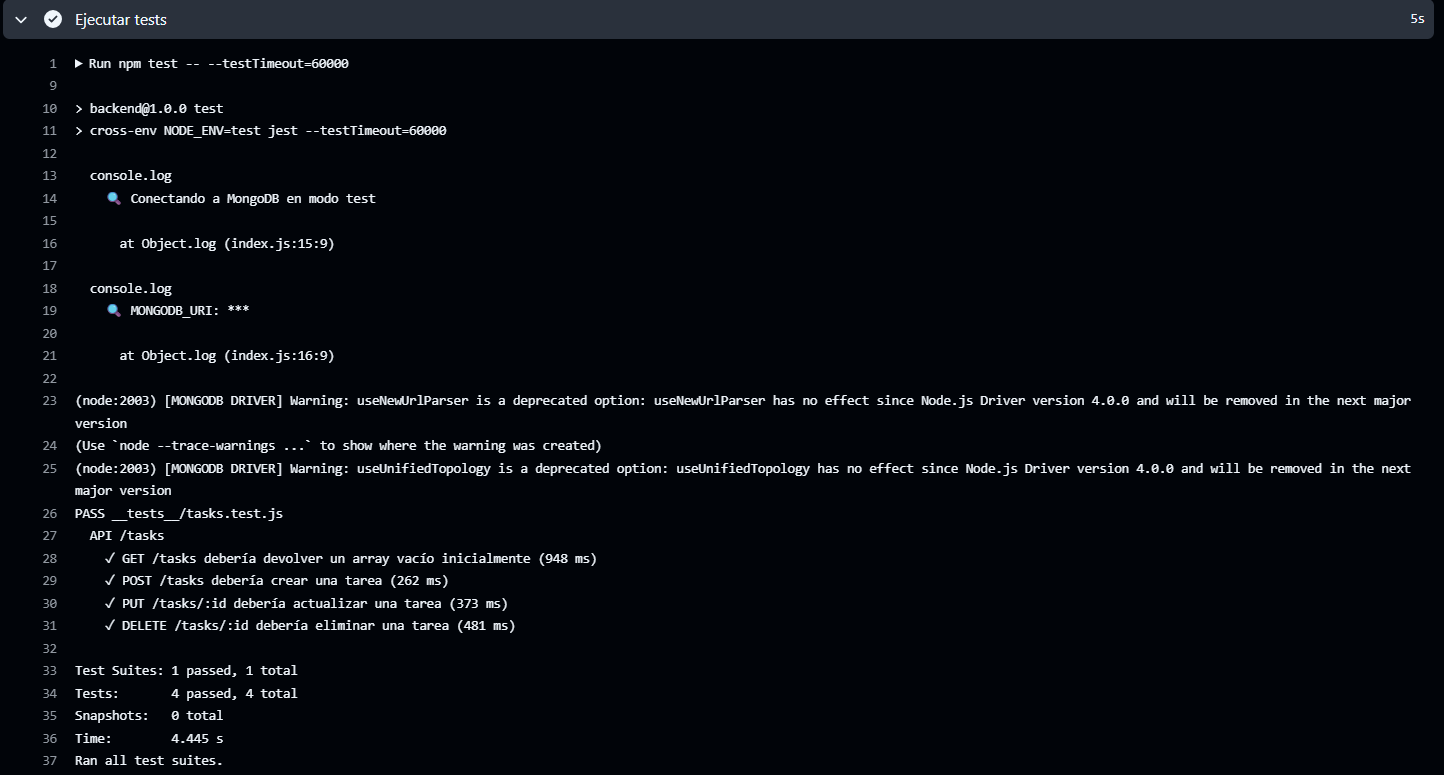 Ejecutar tests 5s
1 ▶ Run npm test -- --testTimeout=60000
9
10 > backend@1.0.0 test
11 > cross-env NODE_ENV=test jest --testTimeout=60000
12
13 console.log
14 🔍 Conectando a MongoDB en modo test
15
16 at Object.log (index.js:15:9)
17
18 console.log
19 🔍 MONGODB_URI: ***
20
21 at Object.log (index.js:16:9)
22
23 (node:2003) [MONGODB DRIVER] Warning: useNewUrlParser is a deprecated option: useNewUrlParser has no effect since Node.js Driver version 4.0.0 and will be removed in the next major
version
24 (Use `node --trace-warnings ...` to show where the warning was created)
25 (node:2003) [MONGODB DRIVER] Warning: useUnifiedTopology is a deprecated option: useUnifiedTopology has no effect since Node.js Driver version 4.0.0 and will be removed in the next
major version
26 PASS __tests__/tasks.test.js
27 API /tasks
28 ✓ GET /tasks debería devolver un array vacío inicialmente (948 ms)
29 ✓ POST /tasks debería crear una tarea (262 ms)
30 ✓ PUT /tasks/:id debería actualizar una tarea (373 ms)
31 ✓ DELETE /tasks/:id debería eliminar una tarea (481 ms)
32
33 Test Suites: 1 passed, 1 total
34 Tests: 4 passed, 4 total
35 Snapshots: 0 total
36 Time: 4.445 s
37 Ran all test suites.